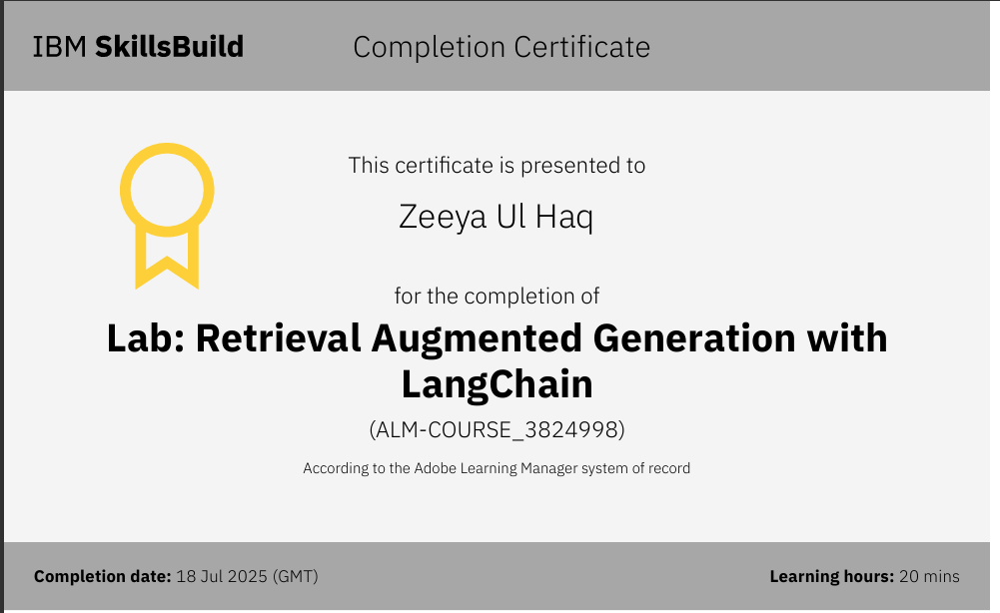 IBM SkillsBuild
Completion Certificate
This certificate is presented to
Zeeya Ul Haq
for the completion of
Lab: Retrieval Augmented Generation with
LangChain
(ALM-COURSE_3824998)
According to the Adobe Learning Manager system of record
Completion date: 18 Jul 2025 (GMT)
Learning hours: 20 mins